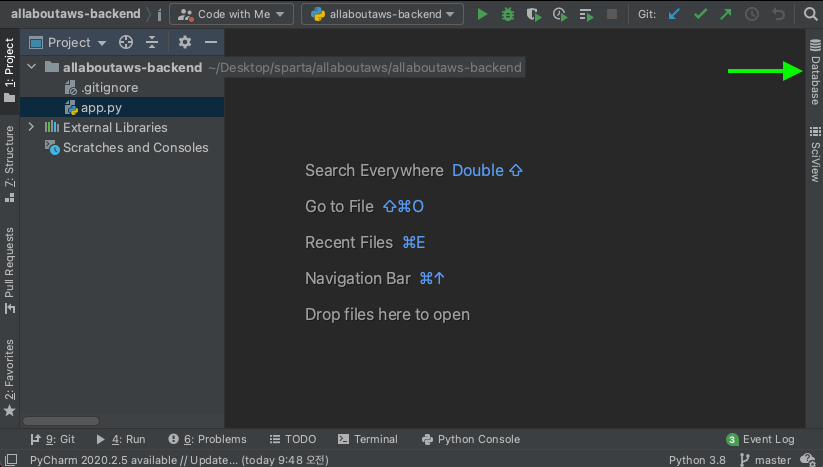 allaboutaws-backend
Code with Me
allaboutaws-backend
Git:
1: Project
Project
allaboutaws-backend ~/Desktop/sparta/allaboutaws/allaboutaws-backend
.gitignore
app.py
External Libraries
Scratches and Consoles
Z: Structure
Pull Requests
2: Favorites
Search Everywhere Double ⇧
Go to File ⇧⌘O
Recent Files ⌘E
Navigation Bar ⌘↑
Drop files here to open
Database
SciView
9: Git
4: Run
6: Problems
TODO
Terminal
Python Console
3 Event Log
PyCharm 2020.2.5 available // Update... (today 9:48 오전)
Python 3.8
master